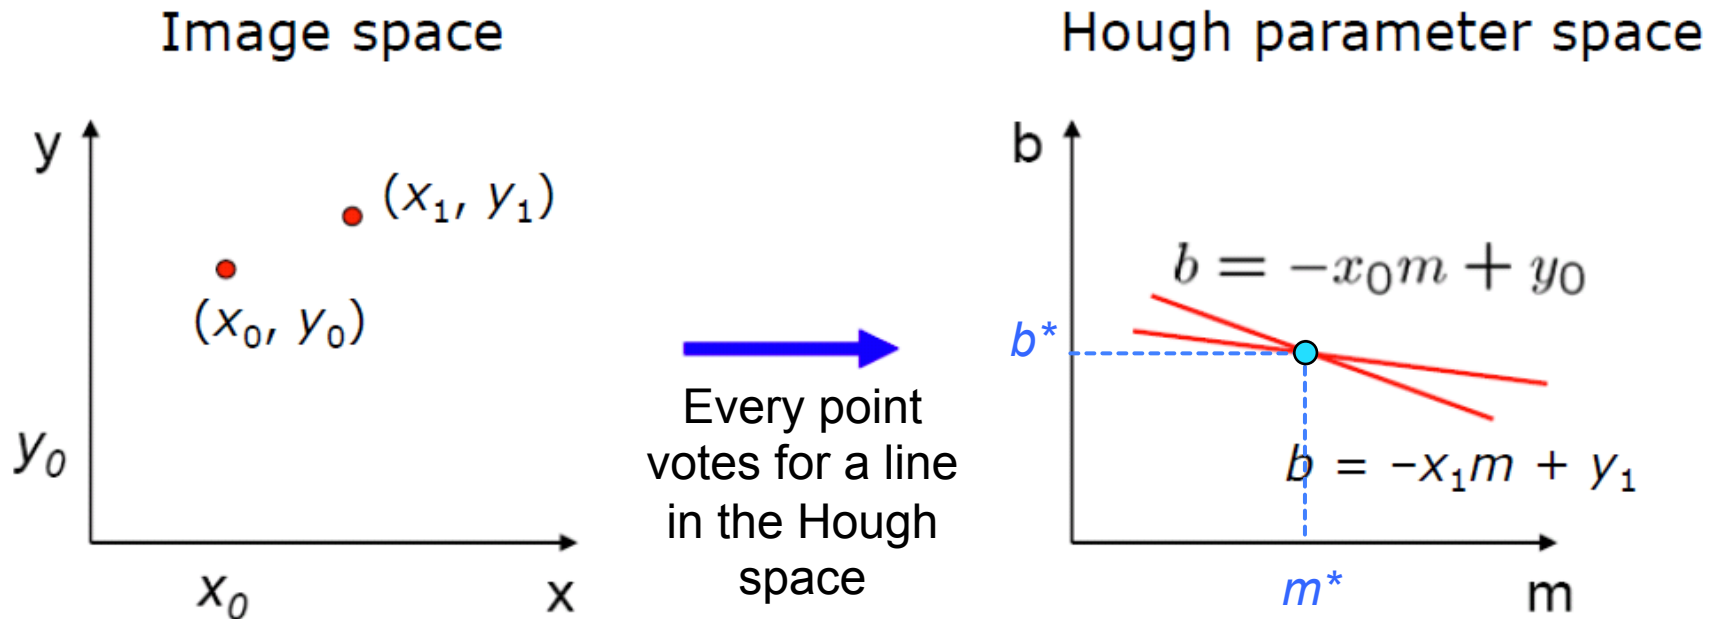 Image space
Hough parameter space
y
(x₁, y₁)
(x₀, y₀)
y₀
x₀
x
Every point
votes for a line
in the Hough
space
b
b = −x₀m + y₀
b*
b = −x₁m + y₁
m*
m